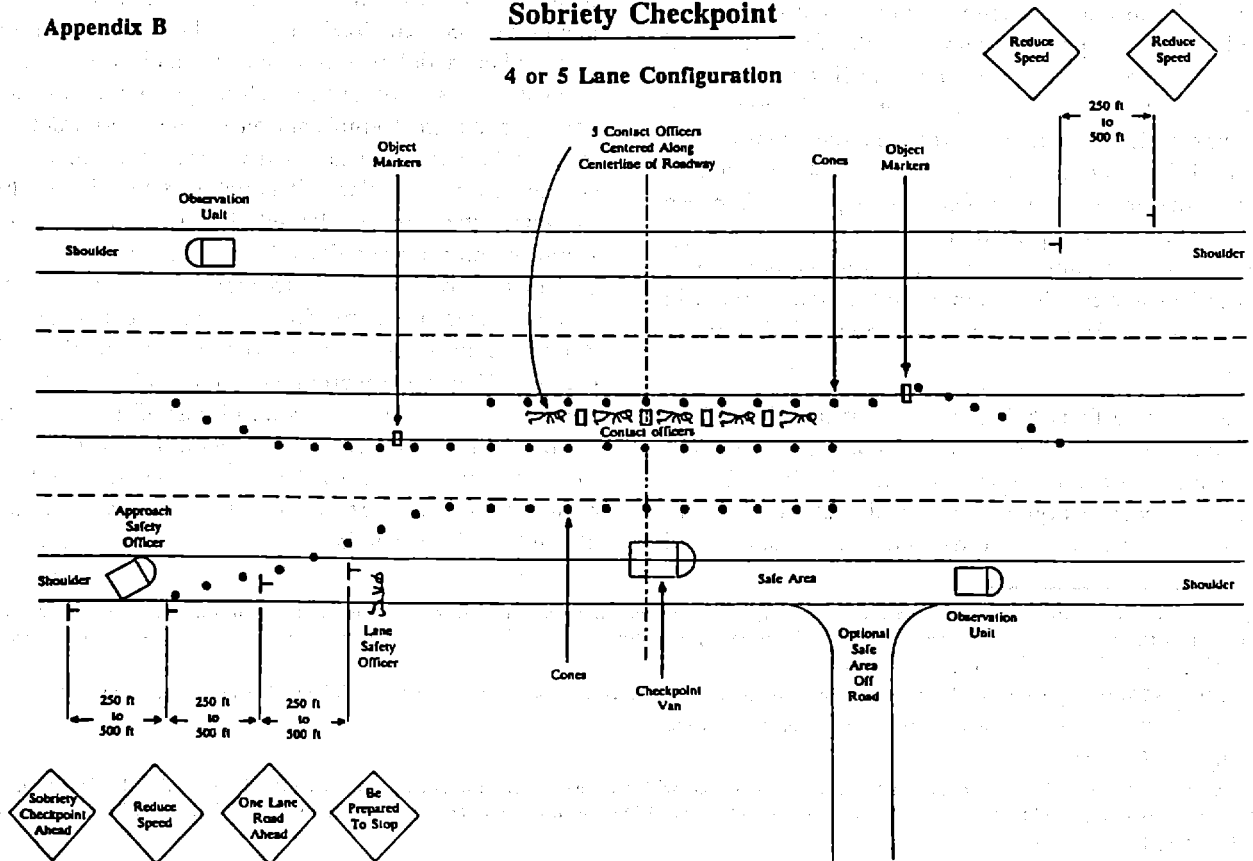 Appendix B
Sobriety Checkpoint
4 or 5 Lane Configuration
Reduce
Speed
Reduce
Speed
250 ft
to
500 ft
5 Contact Officers
Centered Along
Centerline of Roadway
Object
Markers
Cones
Object
Markers
Observation
Unit
Shoulder
Shoulder
Contact officers
Approach
Safety
Officer
Shoulder
Safe Area
Shoulder
Lane
Safety
Officer
Observation
Unit
Optional
Safe
Area
Off
Road
Cones
Checkpoint
Van
250 ft
to
500 ft
250 ft
to
500 ft
250 ft
to
500 ft
Sobriety
Checkpoint
Ahead
Reduce
Speed
One Lane
Road
Ahead
Be
Prepared
To Stop